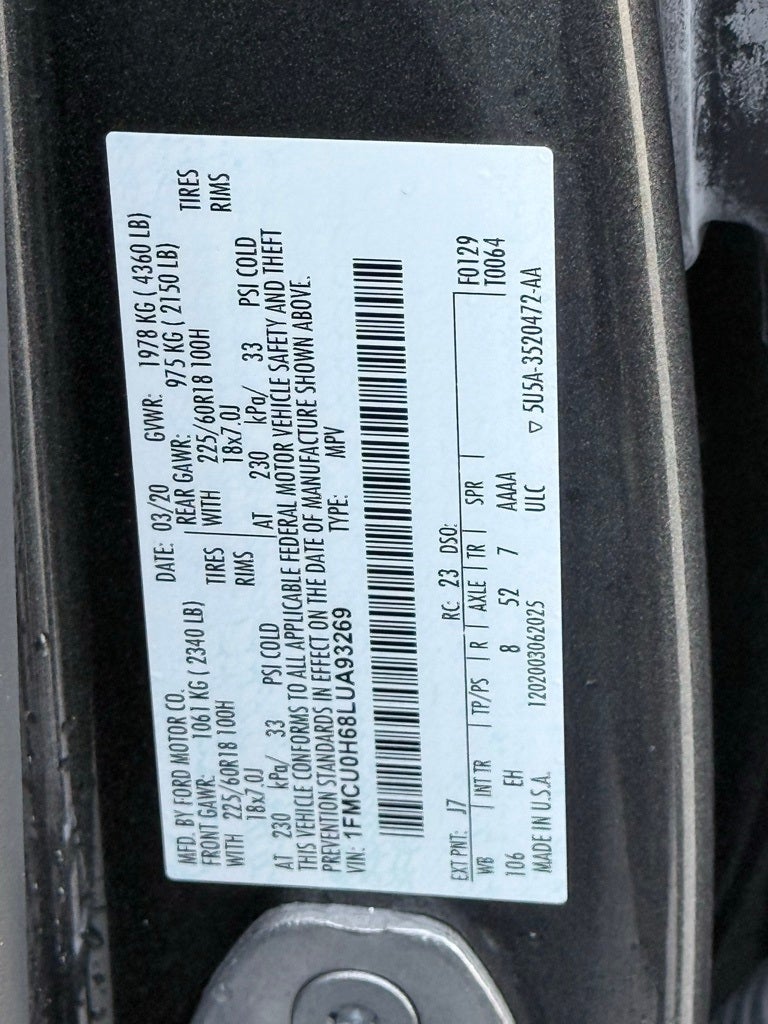 MFD. BY FORD MOTOR CO. DATE: 03/20 GVWR: 1978 KG ( 4360 LB)
FRONT GAWR: 1061 KG ( 2340 LB) REAR GAWR: 975 KG ( 2150 LB)
WITH 225/60R18 100H TIRES WITH 225/60R18 100H TIRES
18x7.0J RIMS 18x7.0J RIMS
AT 230 kPa/ 33 PSI COLD AT 230 kPa/ 33 PSI COLD
THIS VEHICLE CONFORMS TO ALL APPLICABLE FEDERAL MOTOR VEHICLE SAFETY AND THEFT
PREVENTION STANDARDS IN EFFECT ON THE DATE OF MANUFACTURE SHOWN ABOVE.
VIN: 1FMCU0H68LUA93269 TYPE: MPV
EXT PNT: J7 RC: 23 DSO: F0129
WB INT TR TP/PS R AXLE TR SPR T0064
106 EH 8 52 7 AAAA
MADE IN U.S.A. 1202003062025 ULC ▽ 5U5A-3520472-AA